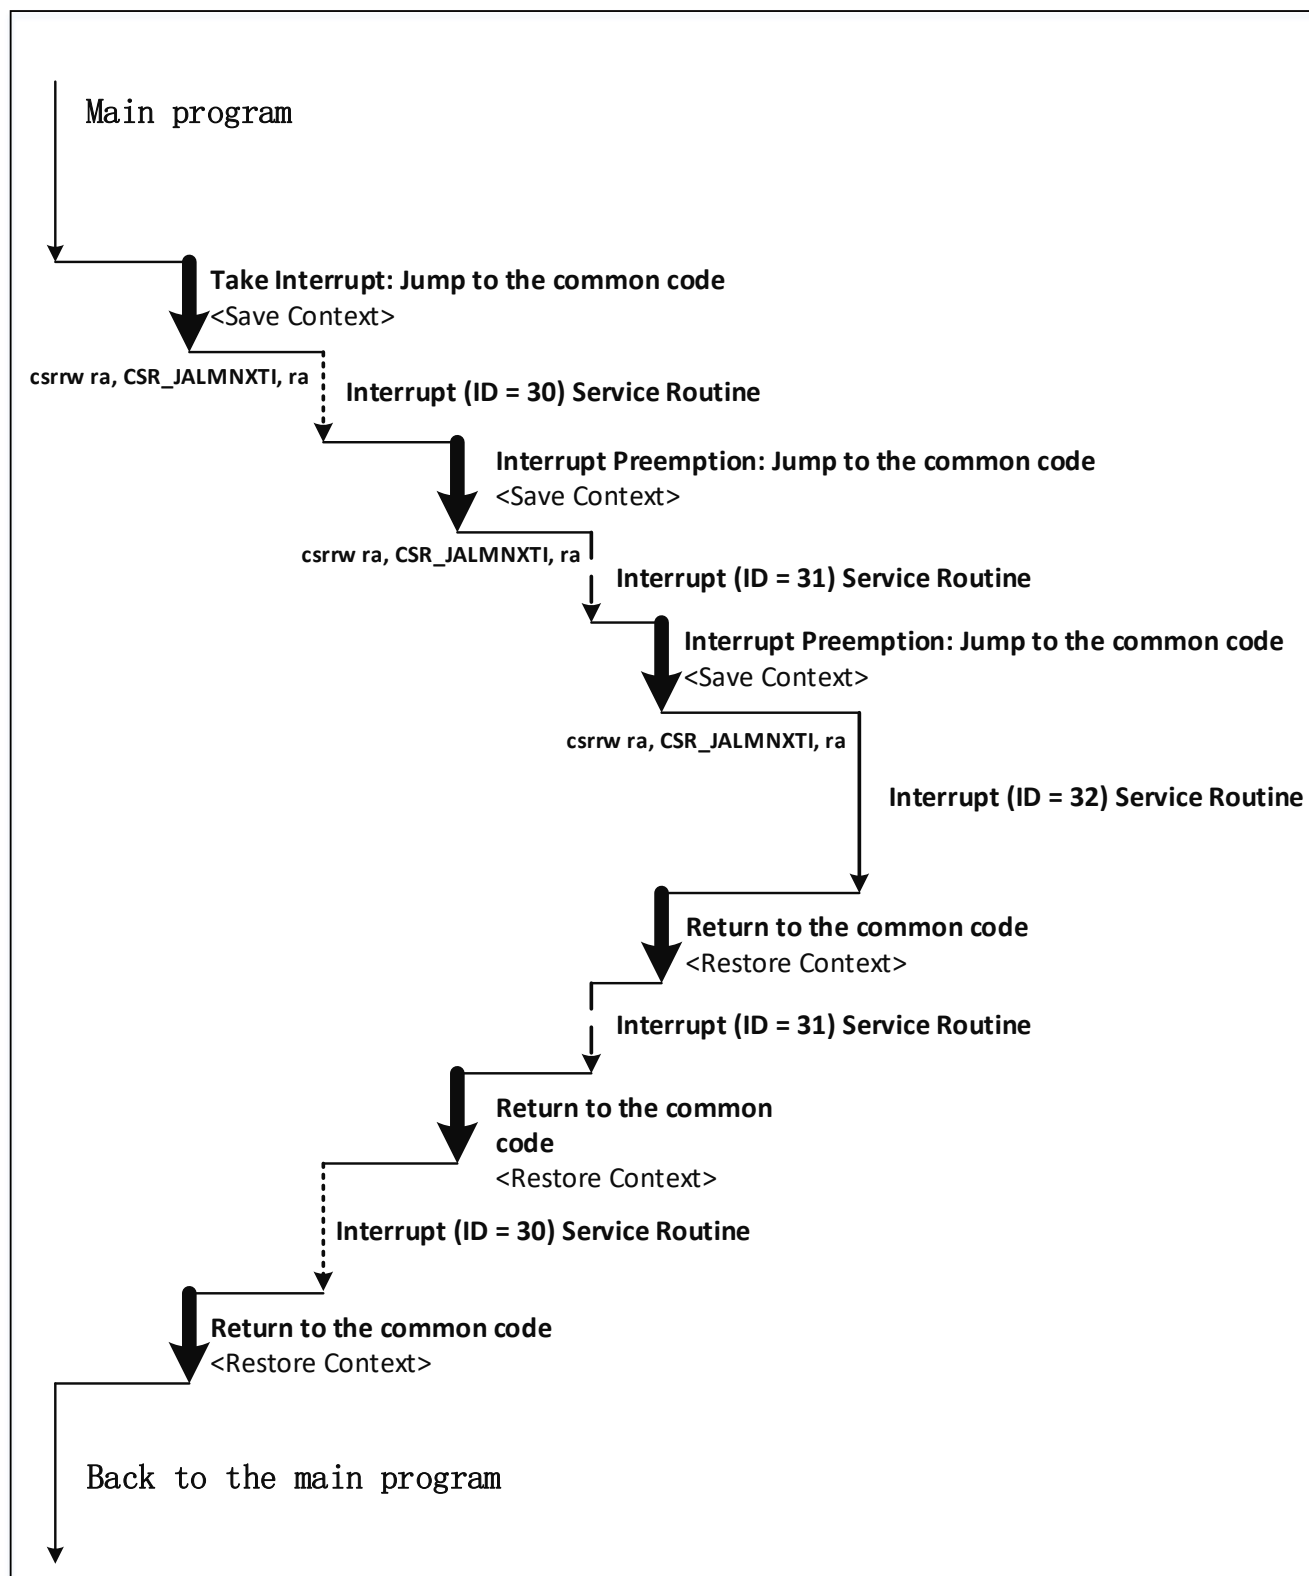 Main program
Take Interrupt: Jump to the common code
<Save Context>
csrrw ra, CSR_JALMNXTI, ra
Interrupt (ID = 30) Service Routine
Interrupt Preemption: Jump to the common code
<Save Context>
csrrw ra, CSR_JALMNXTI, ra
Interrupt (ID = 31) Service Routine
Interrupt Preemption: Jump to the common code
<Save Context>
csrrw ra, CSR_JALMNXTI, ra
Interrupt (ID = 32) Service Routine
Return to the common code
<Restore Context>
Interrupt (ID = 31) Service Routine
Return to the common
code
<Restore Context>
Interrupt (ID = 30) Service Routine
Return to the common code
<Restore Context>
Back to the main program